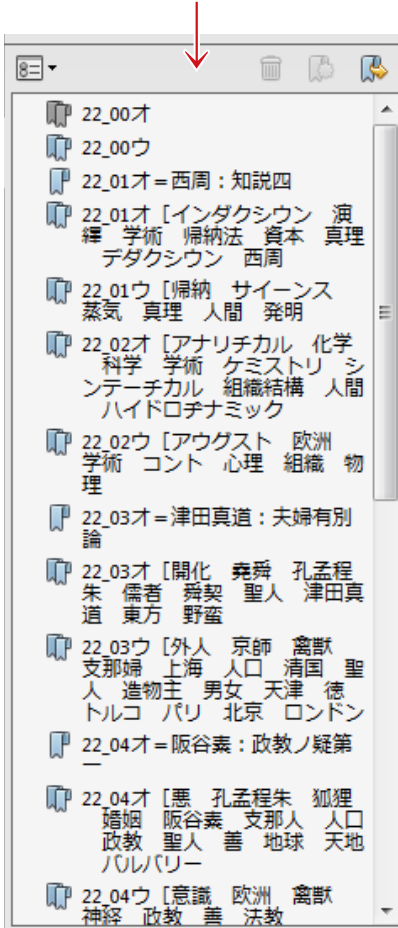 22_00オ
22_00ウ
22_01オ＝西周：知説四
22_01オ［インダクシウン　演
繹　学術　帰納法　資本　真理
デダクシウン　西周
22_01ウ［帰納　サイーンス
蒸気　真理　人間　発明
22_02オ［アナリチカル　化学
科学　学術　ケミストリ　シ
ンテーチカル　組織結構　人間
ハイドロヂナミック
22_02ウ［アウグスト　欧洲
学術　コント　心理　組織　物
理
22_03オ＝津田真道：夫婦有別
論
22_03オ［開化　堯舜　孔孟程
朱　儒者　舜契　聖人　津田真
道　東方　野蛮
22_03ウ［外人　京師　禽獣
支那婦　上海　人口　清国　聖
人　造物主　男女　天津　徳
トルコ　パリ　北京　ロンドン
22_04オ＝阪谷素：政教ノ疑第
一
22_04オ［悪　孔孟程朱　狐狸
婚姻　阪谷素　支那人　人口
政教　聖人　善　地球　天地
バルバリー
22_04ウ［意識　欧洲　禽獣
神経　政教　善　法教